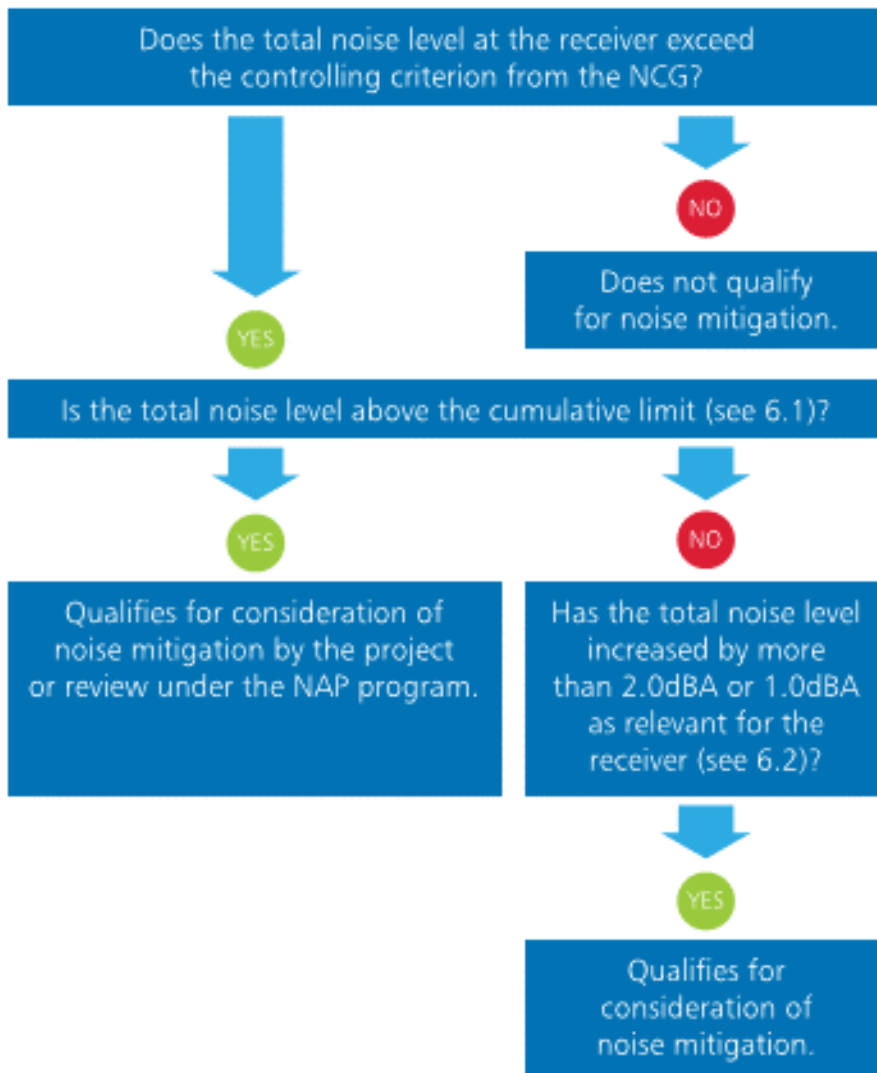 Does the total noise level at the receiver exceed
the controlling criterion from the NCG?
NO
Does not qualify
for noise mitigation.
YES
Is the total noise level above the cumulative limit (see 6.1)?
YES
NO
Qualifies for consideration of
noise mitigation by the project
or review under the NAP program.
Has the total noise level
increased by more
than 2.0dBA or 1.0dBA
as relevant for the
receiver (see 6.2)?
YES
Qualifies for
consideration of
noise mitigation.